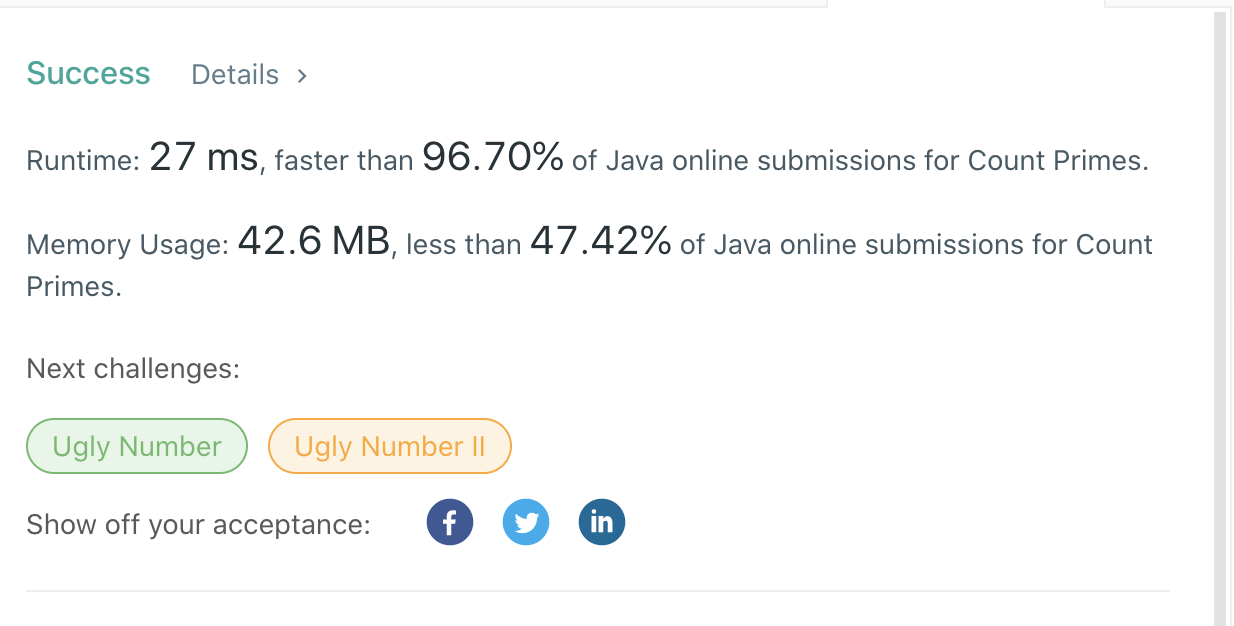 Success Details >
Runtime: 27 ms, faster than 96.70% of Java online submissions for Count Primes.
Memory Usage: 42.6 MB, less than 47.42% of Java online submissions for Count
Primes.
Next challenges:
Ugly Number Ugly Number II
Show off your acceptance: f in